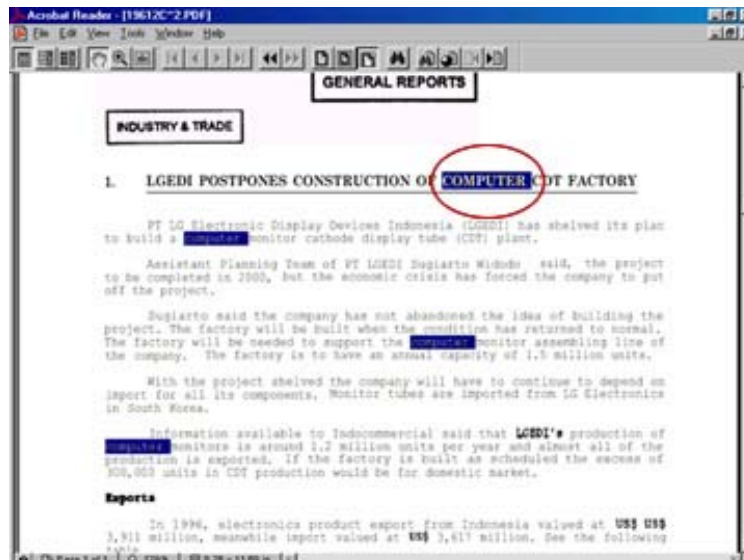 Acrobat Reader - [19612C~2.PDF]
File Edit View Tools Window Help
GENERAL REPORTS
INDUSTRY & TRADE
1. LGEDI POSTPONES CONSTRUCTION OF COMPUTER CDT FACTORY
PT LG Electronic Display Devices Indonesia (LGEDI) has shelved its plan
to build a computer monitor cathode display tube (CDT) plant.
Assistant Planning Team of PT LGEDI Sugiarto Widodo said, the project
to be completed in 2000, but the economic crisis has forced the company to put
off the project.
Sugiarto said the company has not abandoned the idea of building the
project. The factory will be built when the condition has returned to normal.
The factory will be needed to support the computer monitor assembling line of
the company. The factory is to have an annual capacity of 1.5 million units.
With the project shelved the company will have to continue to depend on
import for all its components. Monitor tubes are imported from LG Electronics
in South Korea.
Information available to Indocommercial said that LGEDI's production of
computer monitors is around 1.2 million units per year and almost all of the
production is exported. If the factory is built as scheduled the excess of
300,000 units in CDT production would be for domestic market.
Exports
In 1996, electronics product export from Indonesia valued at US$ US$
3,911 million, meanwhile import valued at US$ 3,617 million. See the following
table
Page 1 of 1